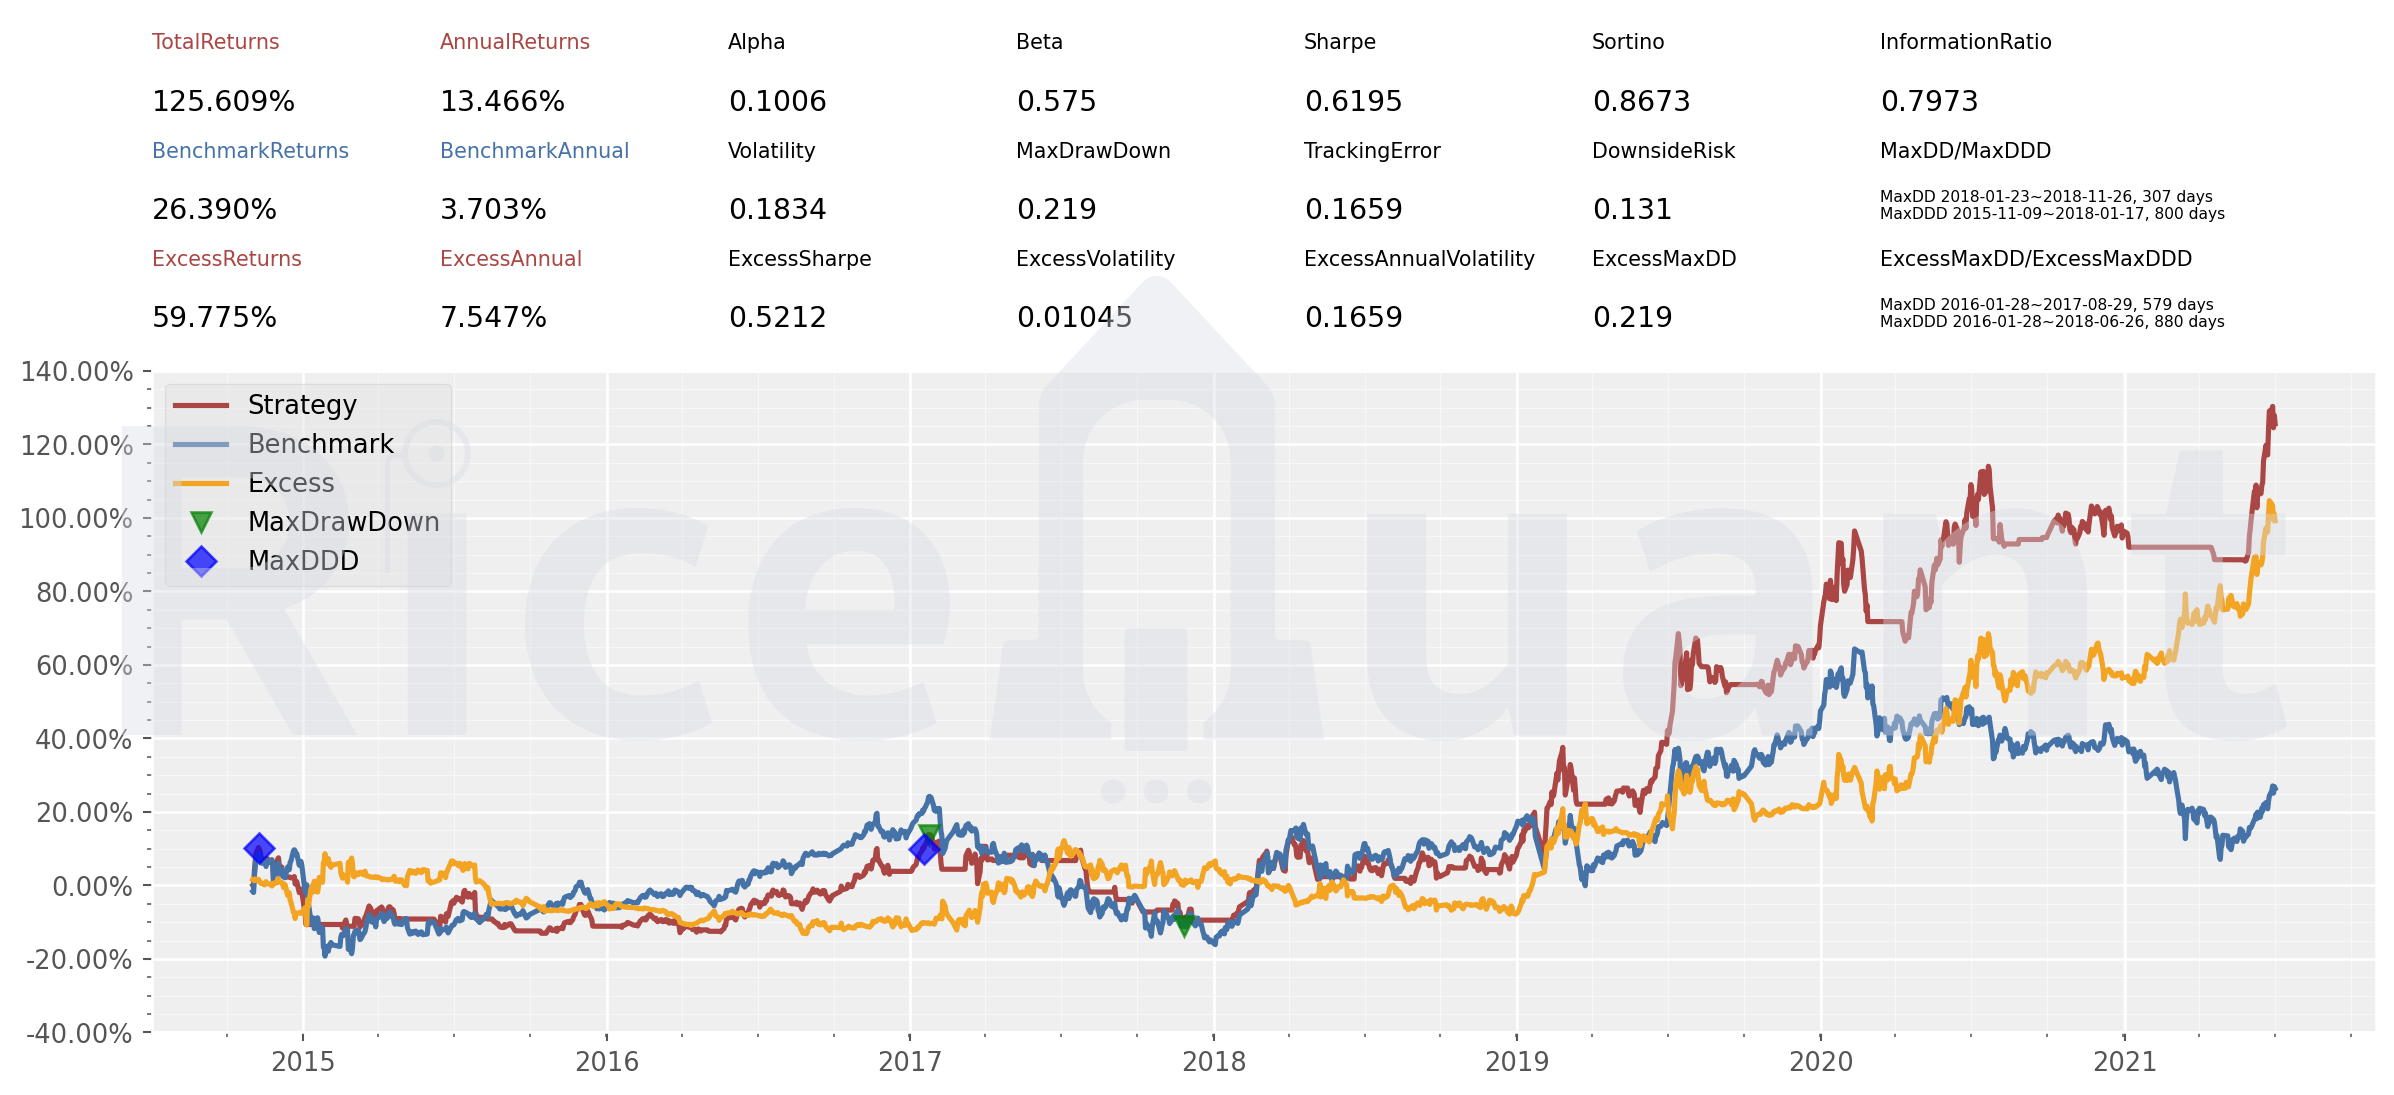 TotalReturns AnnualReturns Alpha Beta Sharpe Sortino InformationRatio
125.609% 13.466% 0.1006 0.575 0.6195 0.8673 0.7973
BenchmarkReturns BenchmarkAnnual Volatility MaxDrawDown TrackingError DownsideRisk MaxDD/MaxDDD
26.390% 3.703% 0.1834 0.219 0.1659 0.131 MaxDD 2018-01-23~2018-11-26, 307 days
MaxDDD 2015-11-09~2018-01-17, 800 days
ExcessReturns ExcessAnnual ExcessSharpe ExcessVolatility ExcessAnnualVolatility ExcessMaxDD ExcessMaxDD/ExcessMaxDDD
59.775% 7.547% 0.5212 0.01045 0.1659 0.219 MaxDD 2016-01-28~2017-08-29, 579 days
MaxDDD 2016-01-28~2018-06-26, 880 days
140.00%
120.00%
100.00%
80.00%
60.00%
40.00%
20.00%
0.00%
-20.00%
-40.00%
Strategy
Benchmark
Excess
MaxDrawDown
MaxDDD
RiceQuant
2015 2016 2017 2018 2019 2020 2021